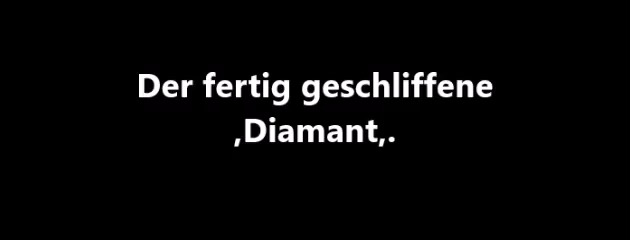 Der fertig geschliffene
,Diamant,.